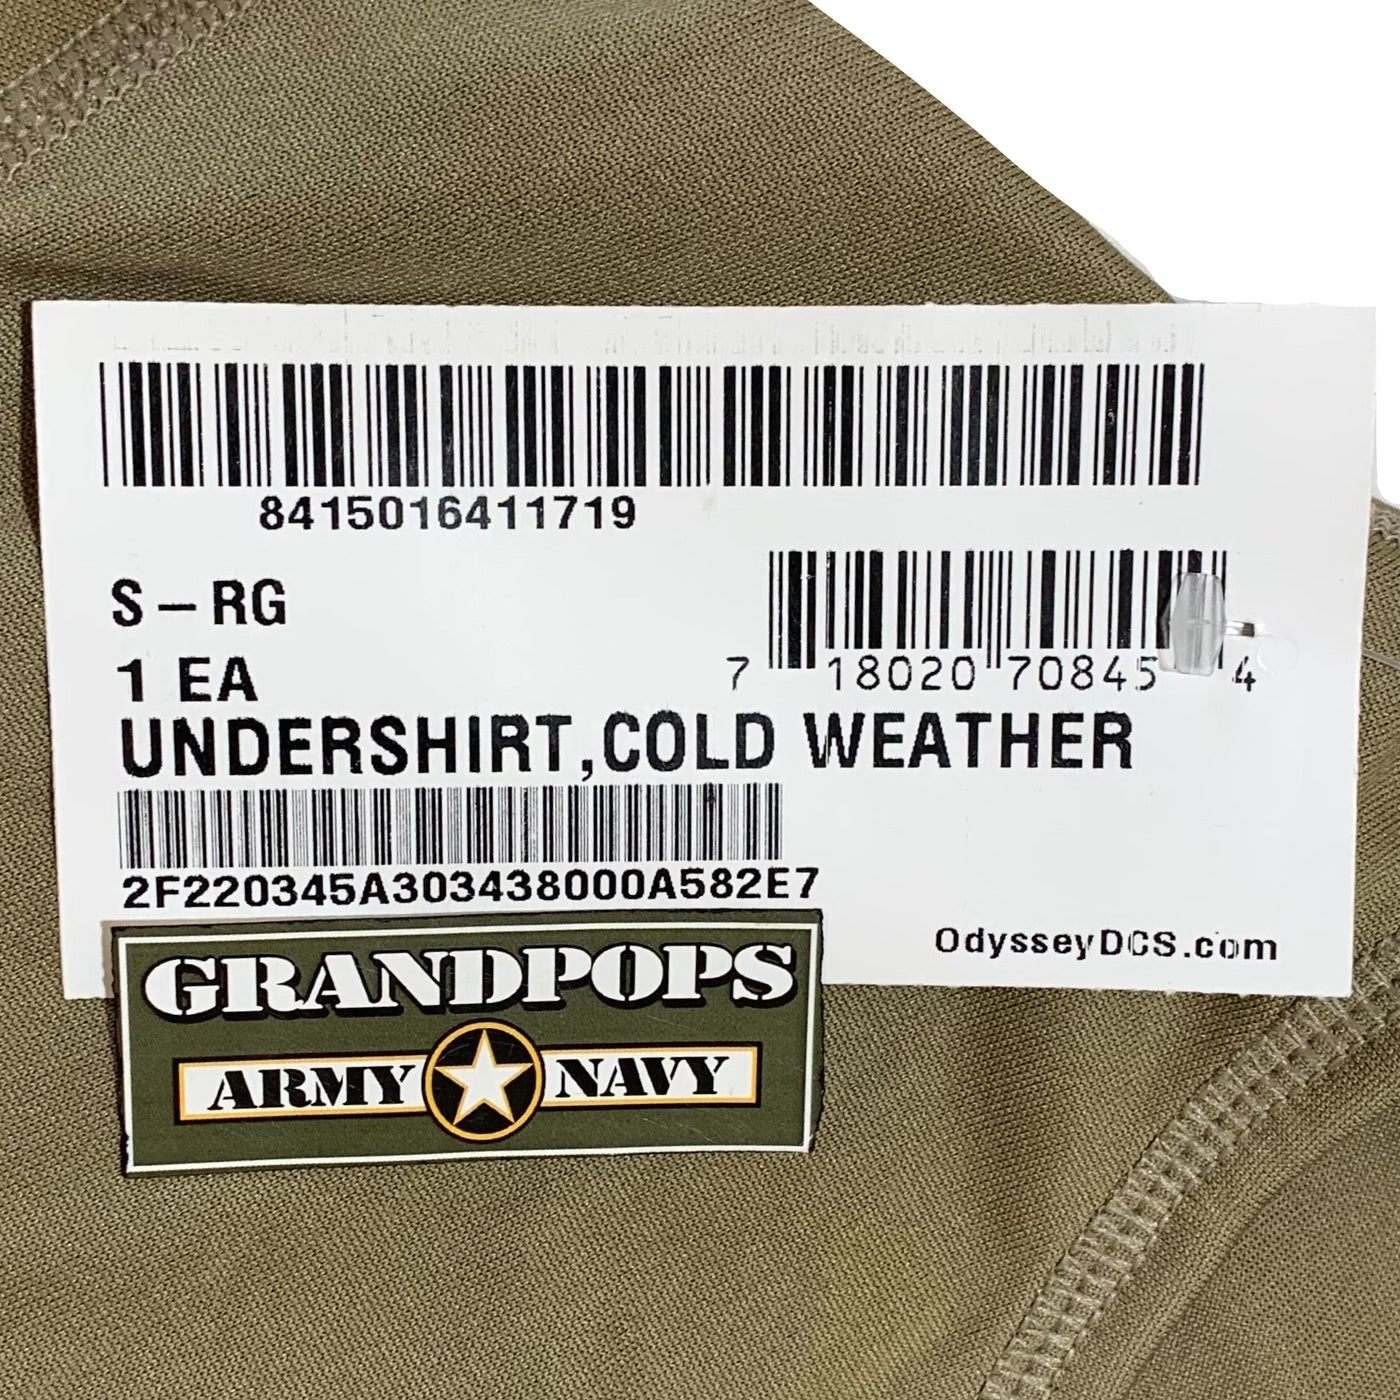 8415016411719
S-RG
1 EA
7 18020 70845 4
UNDERSHIRT,COLD WEATHER
2F220345A303438000A582E7
OdysseyDCS.com
GRANDPOPS
ARMY NAVY